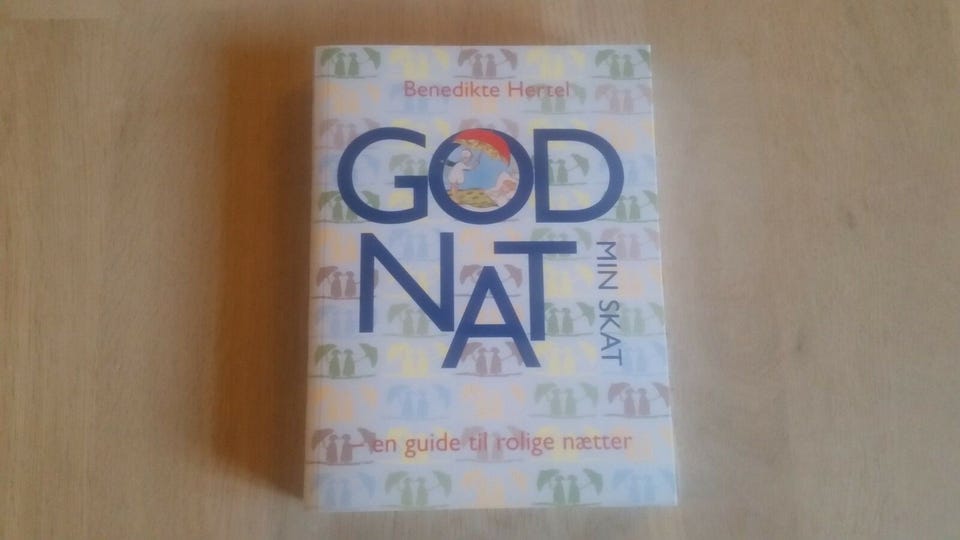 Benedikte Hertel
GOD
NAT
MIN SKAT
– en guide til rolige nætter